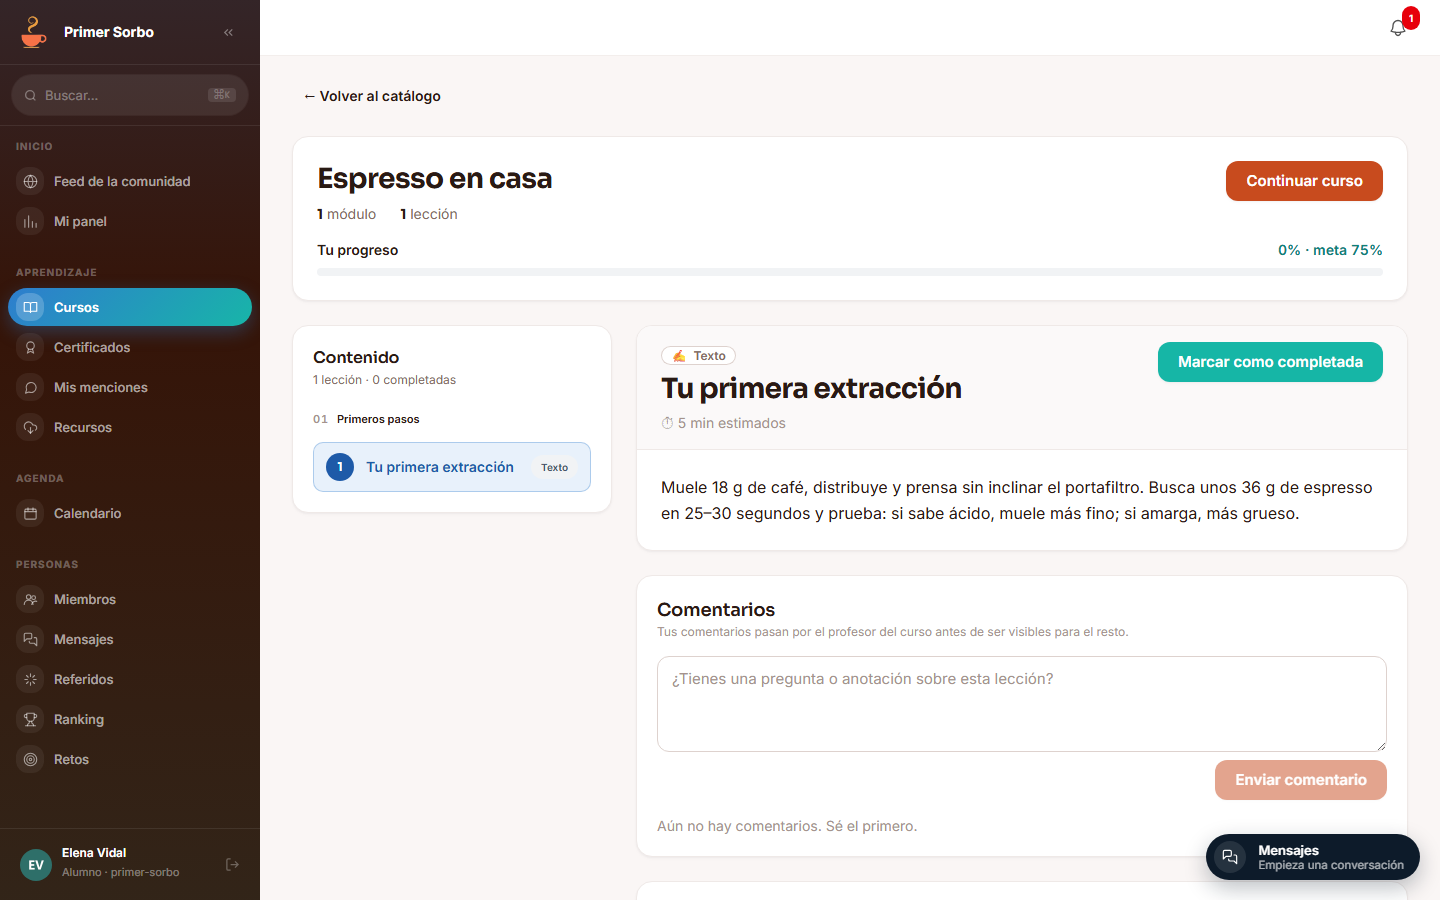 Primer Sorbo
Buscar...
⌘K
INICIO
Feed de la comunidad
Mi panel
APRENDIZAJE
Cursos
Certificados
Mis menciones
Recursos
AGENDA
Calendario
PERSONAS
Miembros
Mensajes
Referidos
Ranking
Retos
EV
Elena Vidal
Alumno · primer-sorbo
1
← Volver al catálogo
Espresso en casa
Continuar curso
1 módulo 1 lección
Tu progreso
0% · meta 75%
Contenido
1 lección · 0 completadas
01 Primeros pasos
1 Tu primera extracción Texto
✍️ Texto
Tu primera extracción
⏱ 5 min estimados
Marcar como completada
Muele 18 g de café, distribuye y prensa sin inclinar el portafiltro. Busca unos 36 g de espresso
en 25–30 segundos y prueba: si sabe ácido, muele más fino; si amarga, más grueso.
Comentarios
Tus comentarios pasan por el profesor del curso antes de ser visibles para el resto.
¿Tienes una pregunta o anotación sobre esta lección?
Enviar comentario
Aún no hay comentarios. Sé el primero.
Mensajes
Empieza una conversación